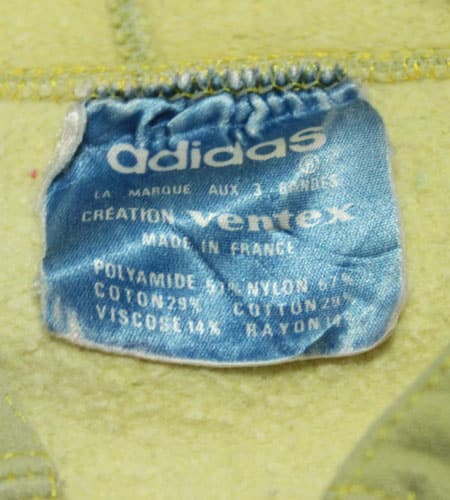 adidas ®
LA MARQUE AUX 3 BANDES
CRÉATION ventex
MADE IN FRANCE
POLYAMIDE NYLON
COTON 29% COTTON 29%
VISCOSE 14% RAYON 14